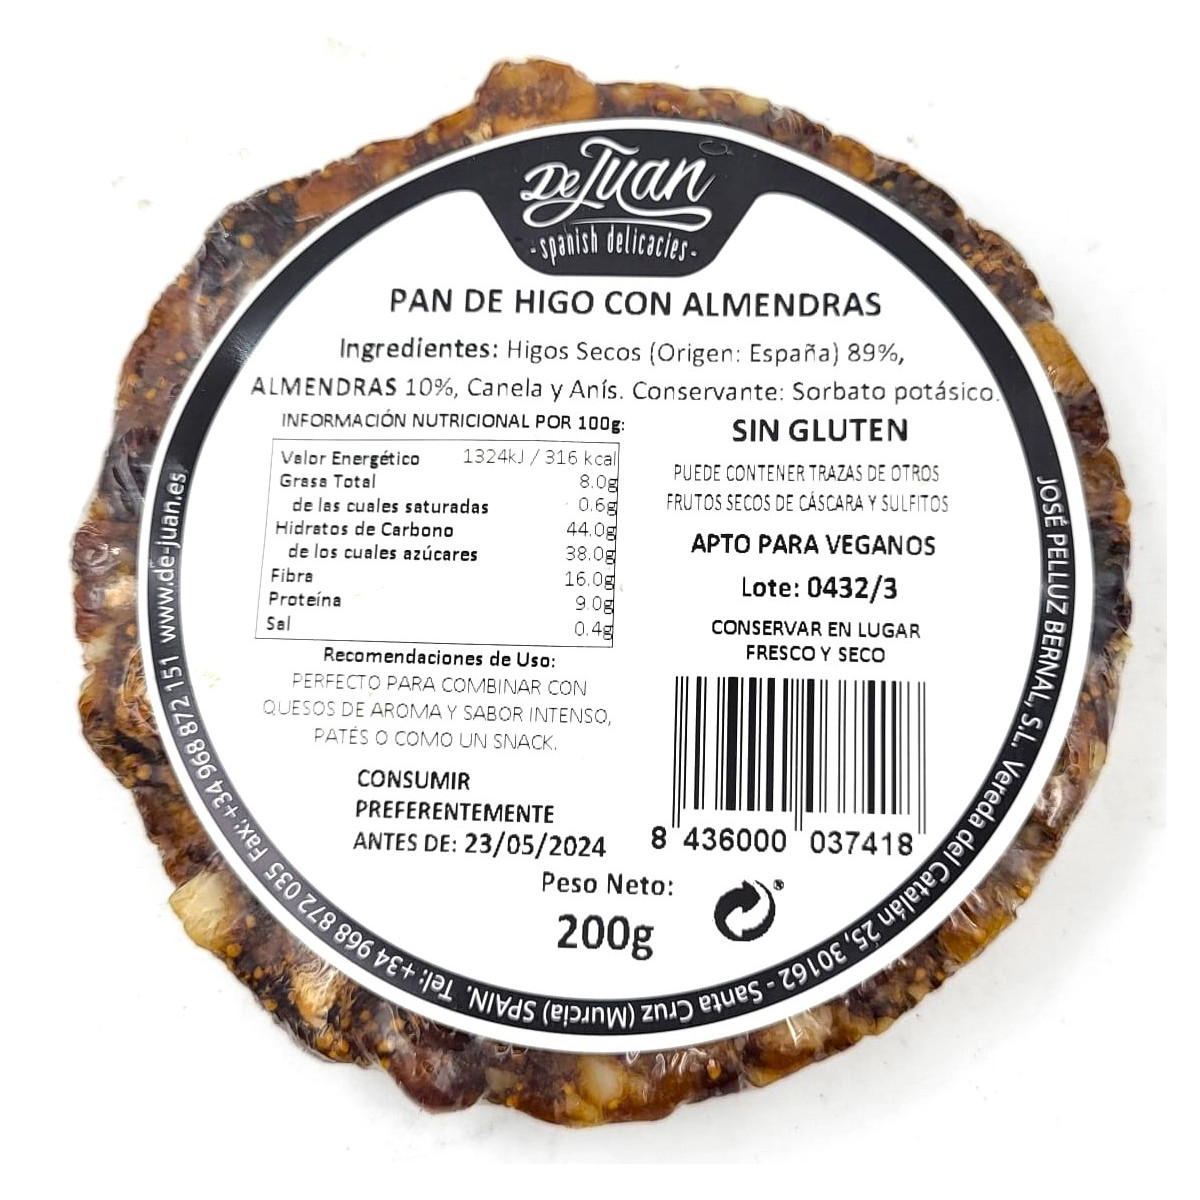 De Juan
- spanish delicacies -
PAN DE HIGO CON ALMENDRAS
Ingredientes: Higos Secos (Origen: España) 89%,
ALMENDRAS 10%, Canela y Anís. Conservante: Sorbato potásico.
INFORMACIÓN NUTRICIONAL POR 100g:
Valor Energético 1324kJ / 316 kcal
Grasa Total 8.0g
de las cuales saturadas 0.6g
Hidratos de Carbono 44.0g
de los cuales azúcares 38.0g
Fibra 16.0g
Proteína 9.0g
Sal 0.4g
Recomendaciones de Uso:
PERFECTO PARA COMBINAR CON
QUESOS DE AROMA Y SABOR INTENSO,
PATÉS O COMO UN SNACK.
CONSUMIR
PREFERENTEMENTE
ANTES DE: 23/05/2024
SIN GLUTEN
PUEDE CONTENER TRAZAS DE OTROS
FRUTOS SECOS DE CÁSCARA Y SULFITOS
APTO PARA VEGANOS
Lote: 0432/3
CONSERVAR EN LUGAR
FRESCO Y SECO
8 436000 037418
Peso Neto:
200g
JOSÉ PELLUZ BERNAL, S.L. Vereda del Catalán 25, 30162 - Santa Cruz (Murcia) SPAIN. Tel: +34 968 872 035 Fax: +34 968 872 151 www.de-juan.es